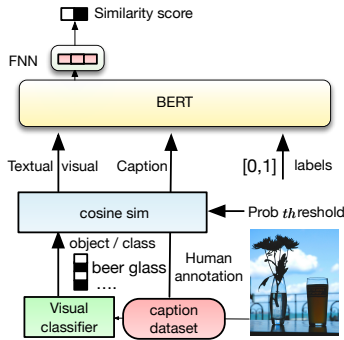 Similarity score
FNN
BERT
Textual visual
Caption
[0,1] labels
cosine sim
Prob threshold
object / class
beer glass
....
Human
annotation
Visual
classifier
caption
dataset